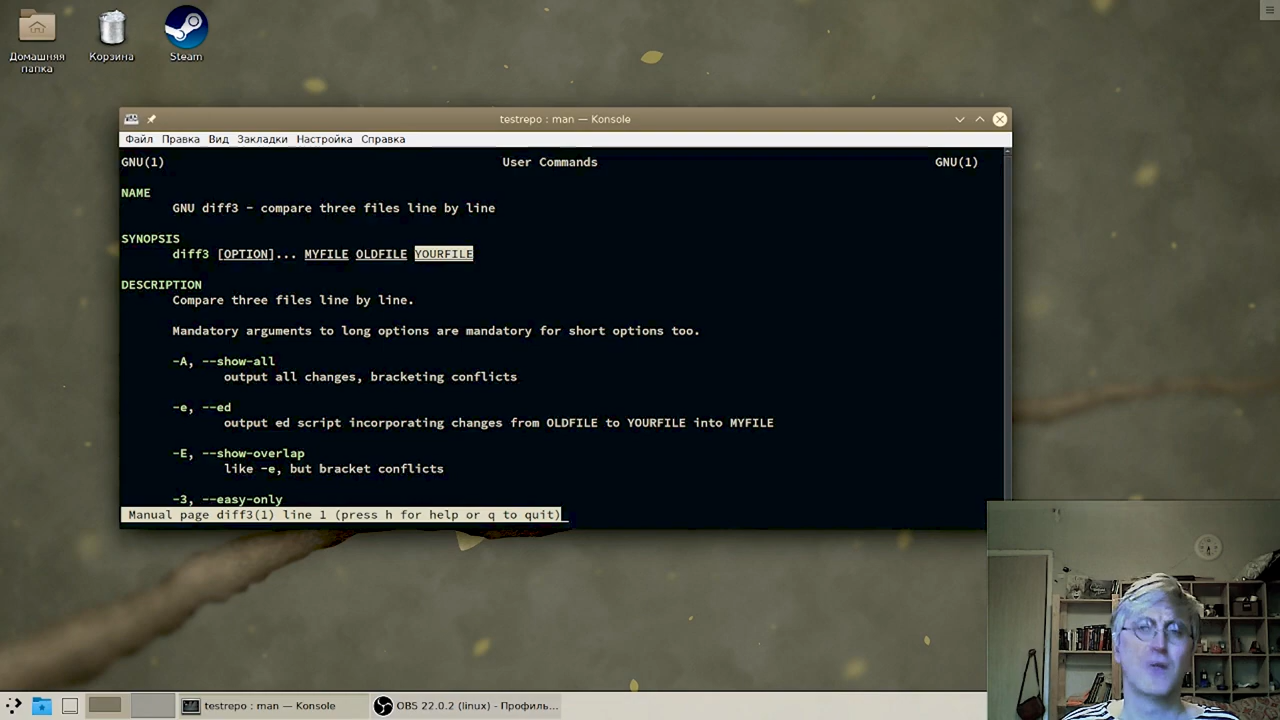 Домашняя
папка
Корзина
Steam
testrepo : man — Konsole
Файл Правка Вид Закладки Настройка Справка
GNU(1) User Commands GNU(1)
NAME
GNU diff3 - compare three files line by line
SYNOPSIS
diff3 [OPTION]... MYFILE OLDFILE YOURFILE
DESCRIPTION
Compare three files line by line.
Mandatory arguments to long options are mandatory for short options too.
-A, --show-all
output all changes, bracketing conflicts
-e, --ed
output ed script incorporating changes from OLDFILE to YOURFILE into MYFILE
-E, --show-overlap
like -e, but bracket conflicts
-3, --easy-only
Manual page diff3(1) line 1 (press h for help or q to quit)
testrepo : man — Konsole
OBS 22.0.2 (linux) - Профиль...